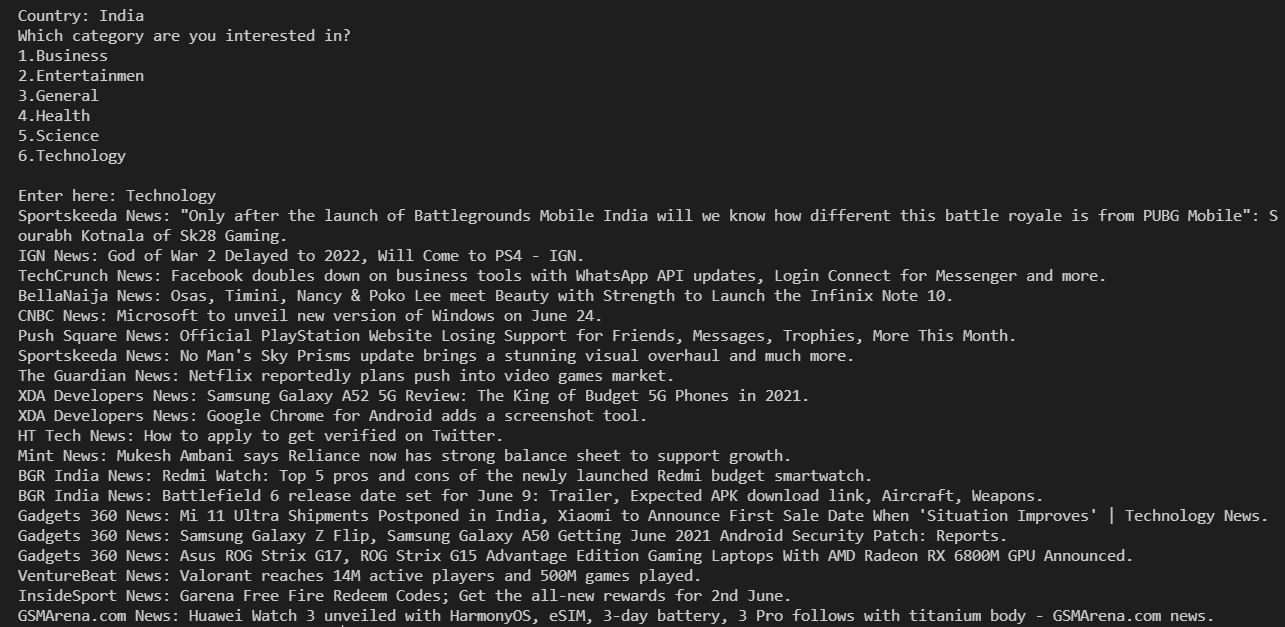 Country: India
Which category are you interested in?
1.Business
2.Entertainmen
3.General
4.Health
5.Science
6.Technology
Enter here: Technology
Sportskeeda News: "Only after the launch of Battlegrounds Mobile India will we know how different this battle royale is from PUBG Mobile": S
ourabh Kotnala of Sk28 Gaming.
IGN News: God of War 2 Delayed to 2022, Will Come to PS4 - IGN.
TechCrunch News: Facebook doubles down on business tools with WhatsApp API updates, Login Connect for Messenger and more.
BellaNaija News: Osas, Timini, Nancy & Poko Lee meet Beauty with Strength to Launch the Infinix Note 10.
CNBC News: Microsoft to unveil new version of Windows on June 24.
Push Square News: Official PlayStation Website Losing Support for Friends, Messages, Trophies, More This Month.
Sportskeeda News: No Man's Sky Prisms update brings a stunning visual overhaul and much more.
The Guardian News: Netflix reportedly plans push into video games market.
XDA Developers News: Samsung Galaxy A52 5G Review: The King of Budget 5G Phones in 2021.
XDA Developers News: Google Chrome for Android adds a screenshot tool.
HT Tech News: How to apply to get verified on Twitter.
Mint News: Mukesh Ambani says Reliance now has strong balance sheet to support growth.
BGR India News: Redmi Watch: Top 5 pros and cons of the newly launched Redmi budget smartwatch.
BGR India News: Battlefield 6 release date set for June 9: Trailer, Expected APK download link, Aircraft, Weapons.
Gadgets 360 News: Mi 11 Ultra Shipments Postponed in India, Xiaomi to Announce First Sale Date When 'Situation Improves' | Technology News.
Gadgets 360 News: Samsung Galaxy Z Flip, Samsung Galaxy A50 Getting June 2021 Android Security Patch: Reports.
Gadgets 360 News: Asus ROG Strix G17, ROG Strix G15 Advantage Edition Gaming Laptops With AMD Radeon RX 6800M GPU Announced.
VentureBeat News: Valorant reaches 14M active players and 500M games played.
InsideSport News: Garena Free Fire Redeem Codes; Get the all-new rewards for 2nd June.
GSMArena.com News: Huawei Watch 3 unveiled with HarmonyOS, eSIM, 3-day battery, 3 Pro follows with titanium body - GSMArena.com news.